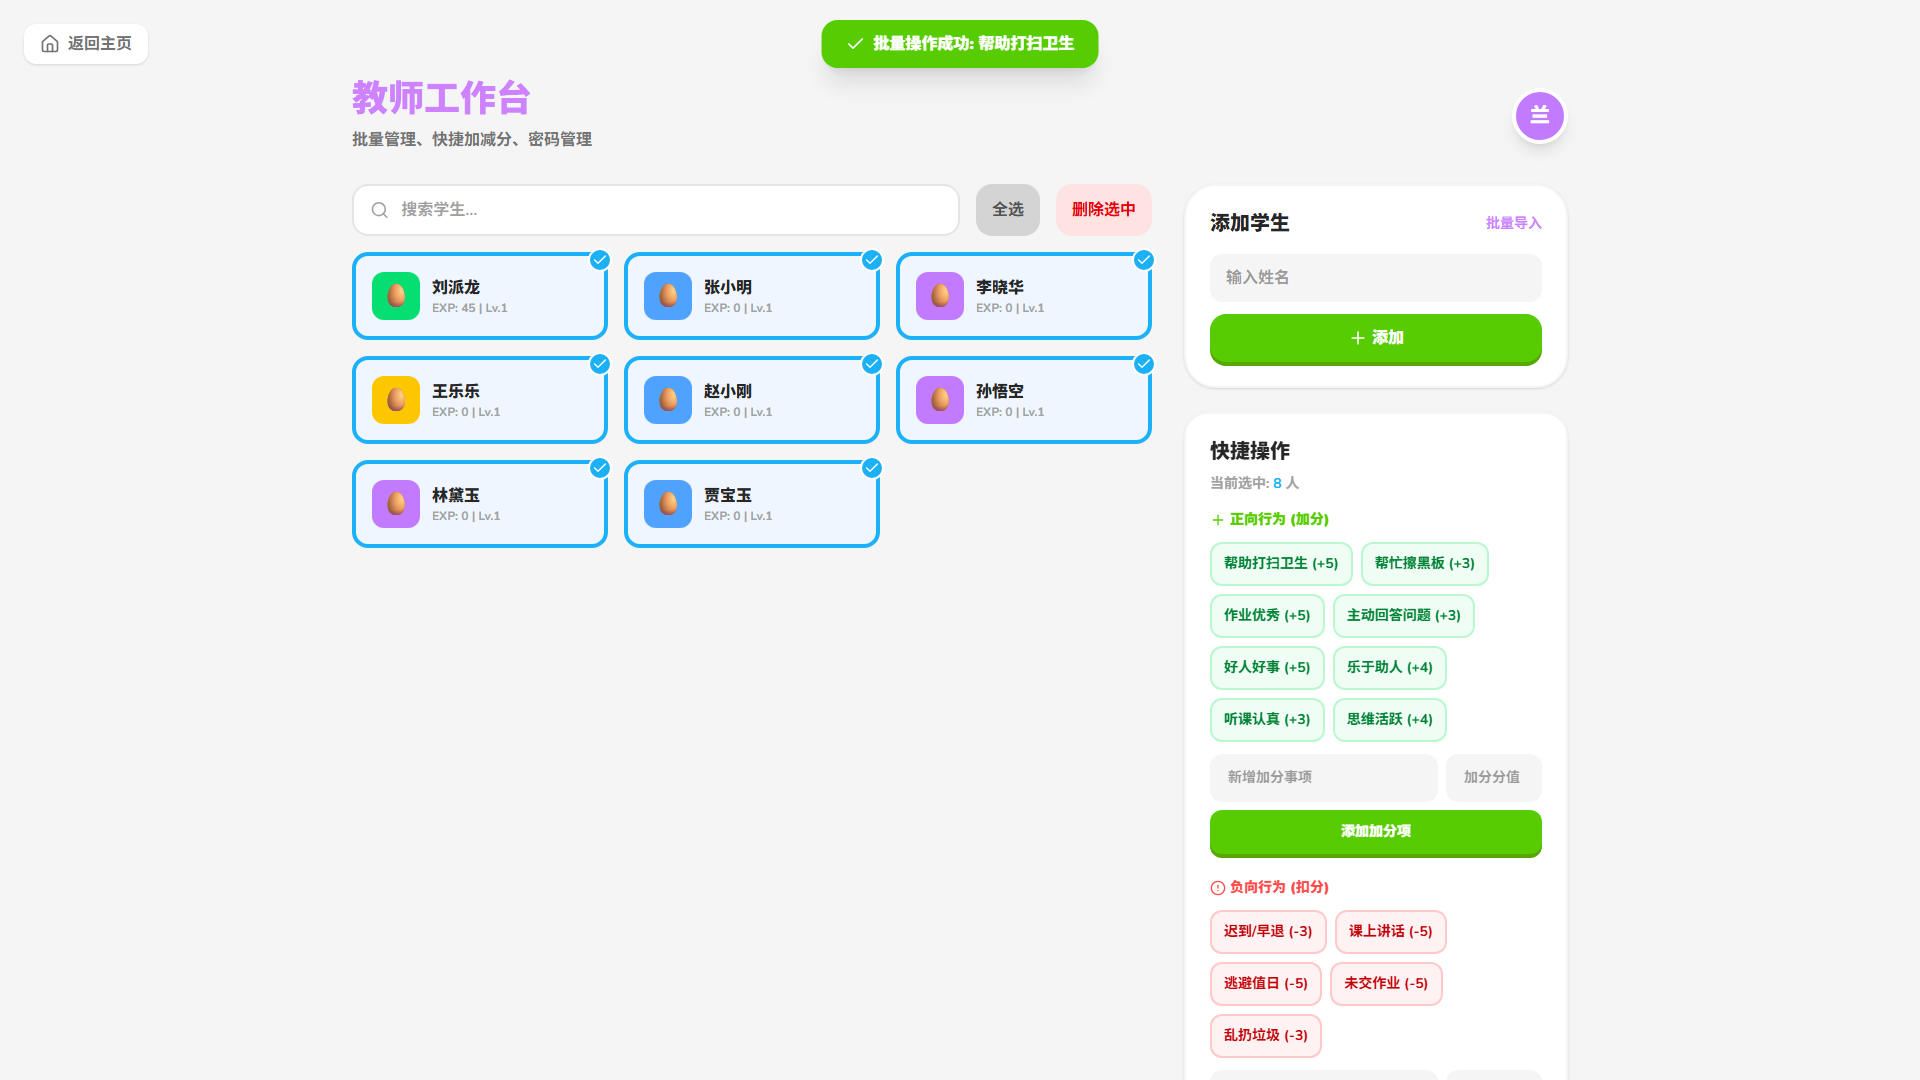 返回主页
批量操作成功: 帮助打扫卫生
教师工作台
批量管理、快捷加减分、密码管理
搜索学生...
全选
删除选中
刘派龙
EXP: 45 | Lv.1
张小明
EXP: 0 | Lv.1
李晓华
EXP: 0 | Lv.1
王乐乐
EXP: 0 | Lv.1
赵小刚
EXP: 0 | Lv.1
孙悟空
EXP: 0 | Lv.1
林黛玉
EXP: 0 | Lv.1
贾宝玉
EXP: 0 | Lv.1
添加学生
批量导入
输入姓名
添加
快捷操作
当前选中: 8 人
正向行为 (加分)
帮助打扫卫生 (+5)
帮忙擦黑板 (+3)
作业优秀 (+5)
主动回答问题 (+3)
好人好事 (+5)
乐于助人 (+4)
听课认真 (+3)
思维活跃 (+4)
新增加分事项
加分分值
添加加分项
负向行为 (扣分)
迟到/早退 (-3)
课上讲话 (-5)
逃避值日 (-5)
未交作业 (-5)
乱扔垃圾 (-3)